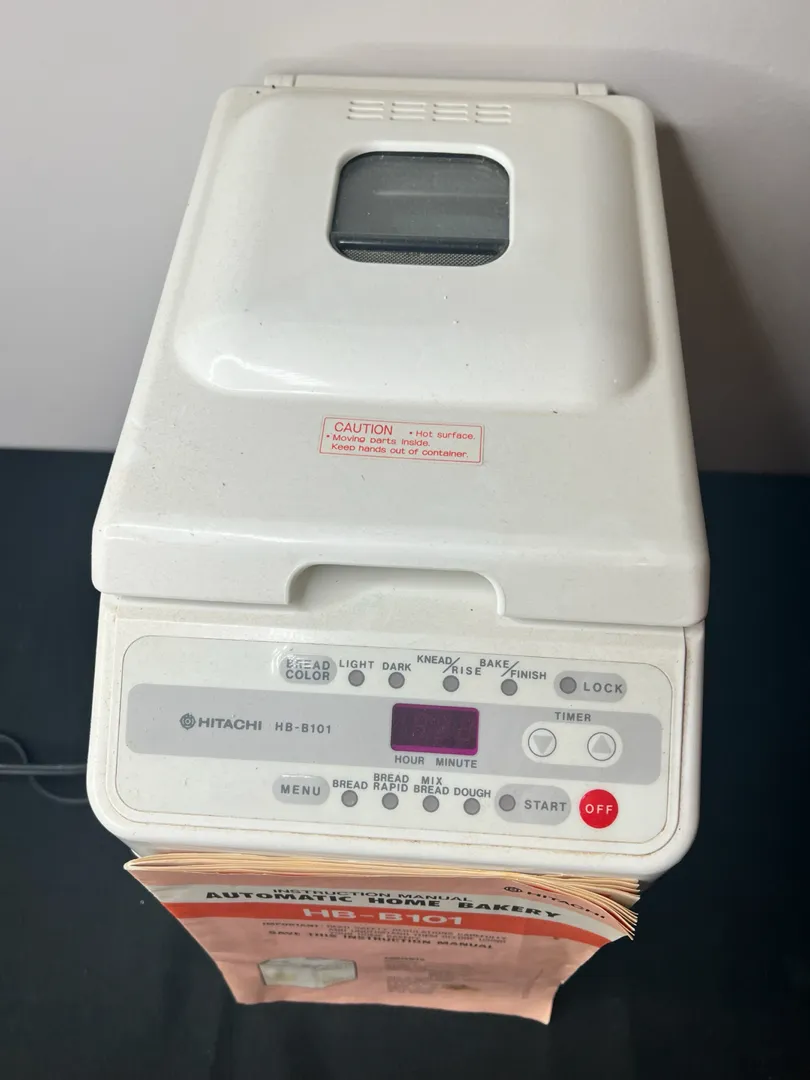 CAUTION • Hot surface.
• Moving parts inside.
Keep hands out of container.
BREAD COLOR
LIGHT
DARK
KNEAD/RISE
BAKE/FINISH
LOCK
HITACHI HB-B101
HOUR MINUTE
TIMER
MENU
BREAD
BREAD RAPID
MIX BREAD
DOUGH
START
OFF
HITACHI
INSTRUCTION MANUAL
AUTOMATIC HOME BAKERY
HB-B101
SAVE THIS INSTRUCTION MANUAL